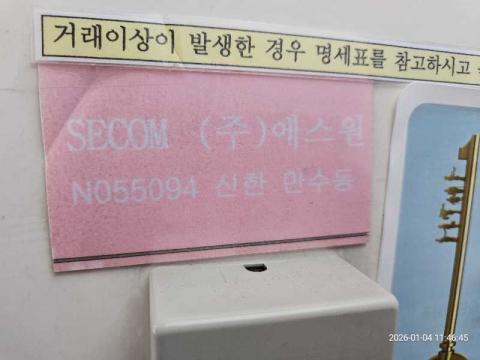 거래이상이 발생한 경우 명세표를 참고하시고
SECOM (주)에스원
N055094 신한 만수동
2026-01-04 11:46:45